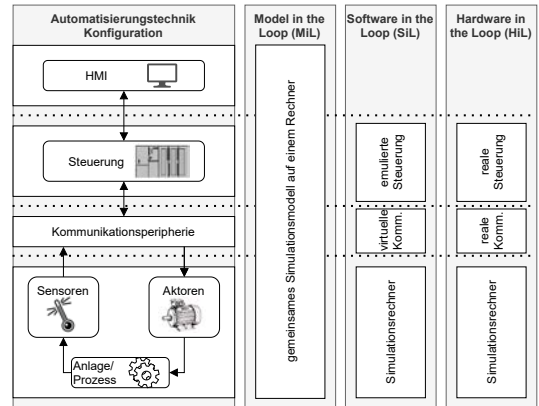 Automatisierungstechnik
Konfiguration
HMI
Steuerung
Kommunikationsperipherie
Sensoren
Aktoren
Anlage/
Prozess
Model in the
Loop (MiL)
gemeinsames Simulationsmodell auf einem Rechner
Software in the
Loop (SiL)
emulierte
Steuerung
virtuelle
Komm.
Simulationsrechner
Hardware in
the Loop (HiL)
reale
Steuerung
reale
Komm.
Simulationsrechner